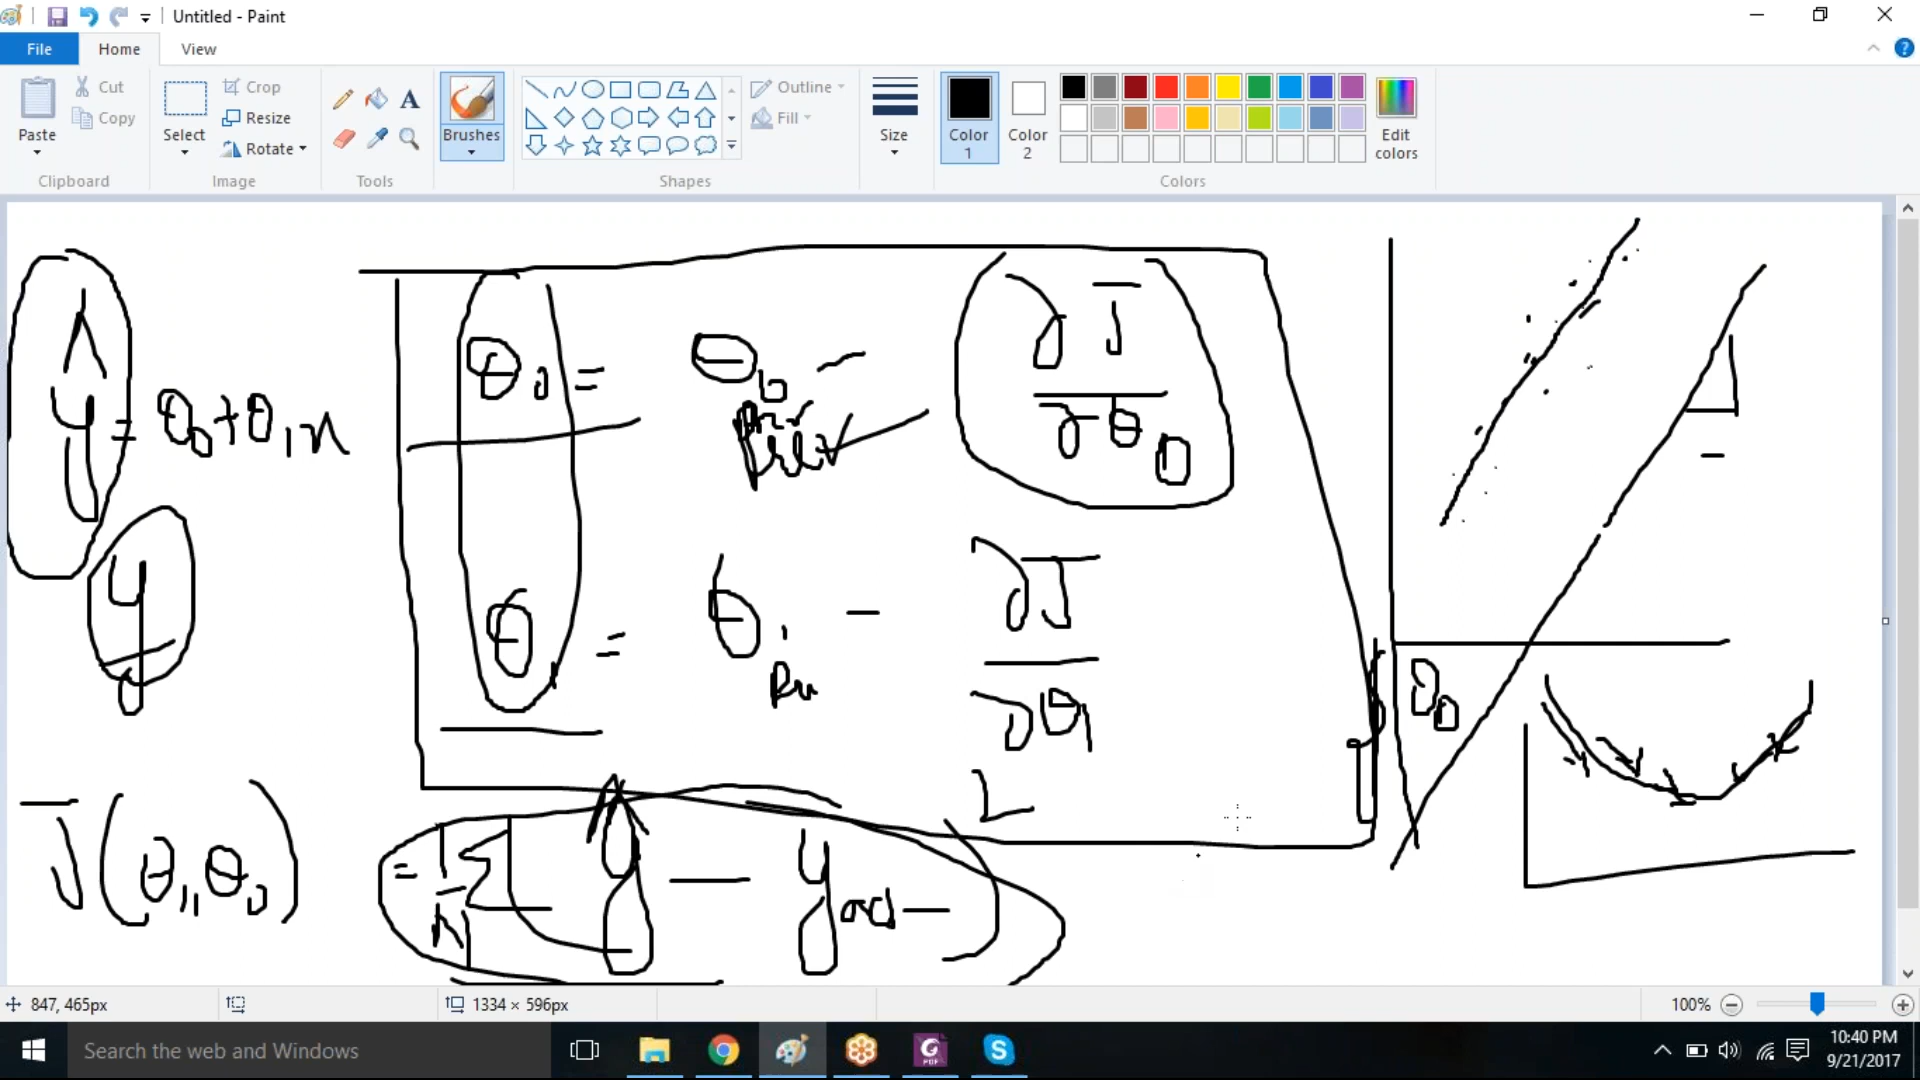 Untitled - Paint
File Home View
Paste
Cut
Copy
Clipboard
Select
Crop
Resize
Rotate
Image
Tools
Brushes
Shapes
Outline
Fill
Size
Color 1
Color 2
Edit colors
Colors
ŷ = θ0 + θ1x
y
θ0 = θ0 prev - ∂J/∂θ0
θ1 = θ1 - ∂J/∂θ1
θ0
J(θ1, θ0) = 1/n Σ ŷ - y
847, 465px
1334 × 596px
100%
Search the web and Windows
10:40 PM
9/21/2017